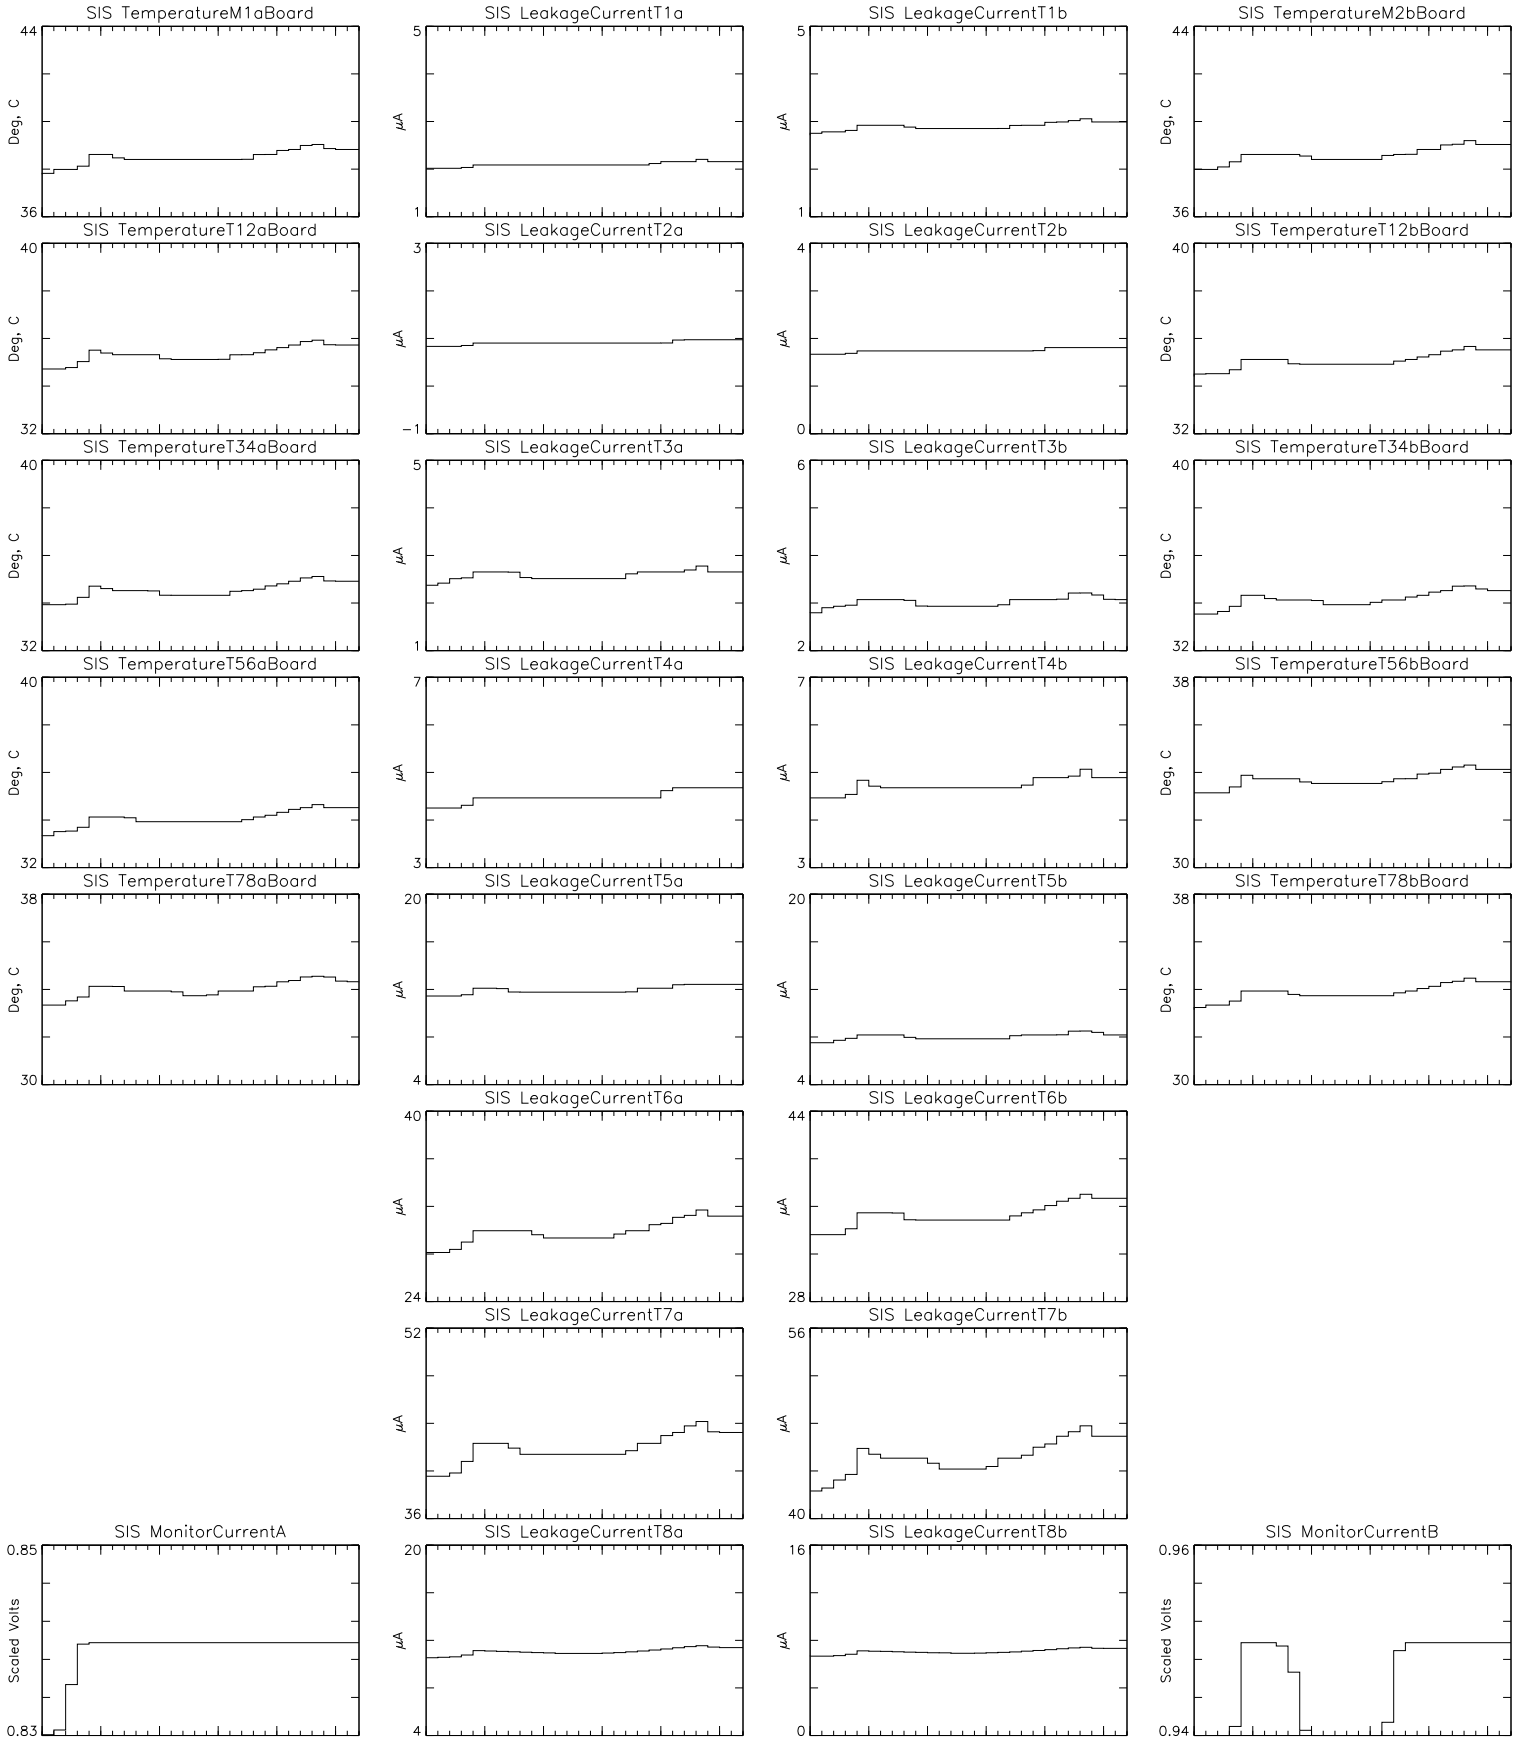 SIS TemperatureM1aBoard
44
Deg, C
36
SIS LeakageCurrentT1a
5
μA
1
SIS LeakageCurrentT1b
5
μA
1
SIS TemperatureM2bBoard
44
Deg, C
36
SIS TemperatureT12aBoard
40
Deg, C
32
SIS LeakageCurrentT2a
3
μA
−1
SIS LeakageCurrentT2b
4
μA
0
SIS TemperatureT12bBoard
40
Deg, C
32
SIS TemperatureT34aBoard
40
Deg, C
32
SIS LeakageCurrentT3a
5
μA
1
SIS LeakageCurrentT3b
6
μA
2
SIS TemperatureT34bBoard
40
Deg, C
32
SIS TemperatureT56aBoard
40
Deg, C
32
SIS LeakageCurrentT4a
7
μA
3
SIS LeakageCurrentT4b
7
μA
3
SIS TemperatureT56bBoard
38
Deg, C
30
SIS TemperatureT78aBoard
38
Deg, C
30
SIS LeakageCurrentT5a
20
μA
4
SIS LeakageCurrentT5b
20
μA
4
SIS TemperatureT78bBoard
38
Deg, C
30
SIS LeakageCurrentT6a
40
μA
24
SIS LeakageCurrentT6b
44
μA
28
SIS LeakageCurrentT7a
52
μA
36
SIS LeakageCurrentT7b
56
μA
40
SIS MonitorCurrentA
0.85
Scaled Volts
0.83
SIS LeakageCurrentT8a
20
μA
4
SIS LeakageCurrentT8b
16
μA
0
SIS MonitorCurrentB
0.96
Scaled Volts
0.94